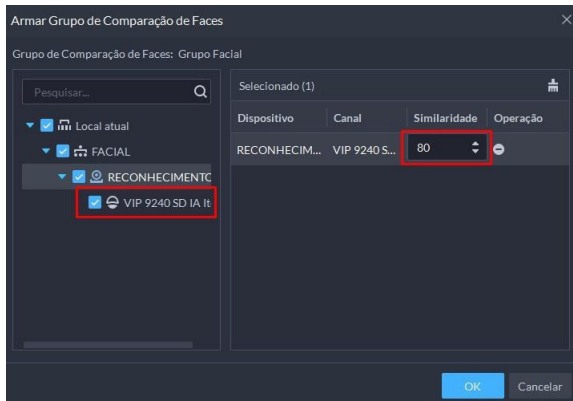 Armar Grupo de Comparação de Faces
Grupo de Comparação de Faces: Grupo Facial
Pesquisar...
Local atual
FACIAL
RECONHECIMENTO
VIP 9240 SD IA It
Selecionado (1)
Dispositivo Canal Similaridade Operação
RECONHECIM... VIP 9240 S... 80
OK Cancelar